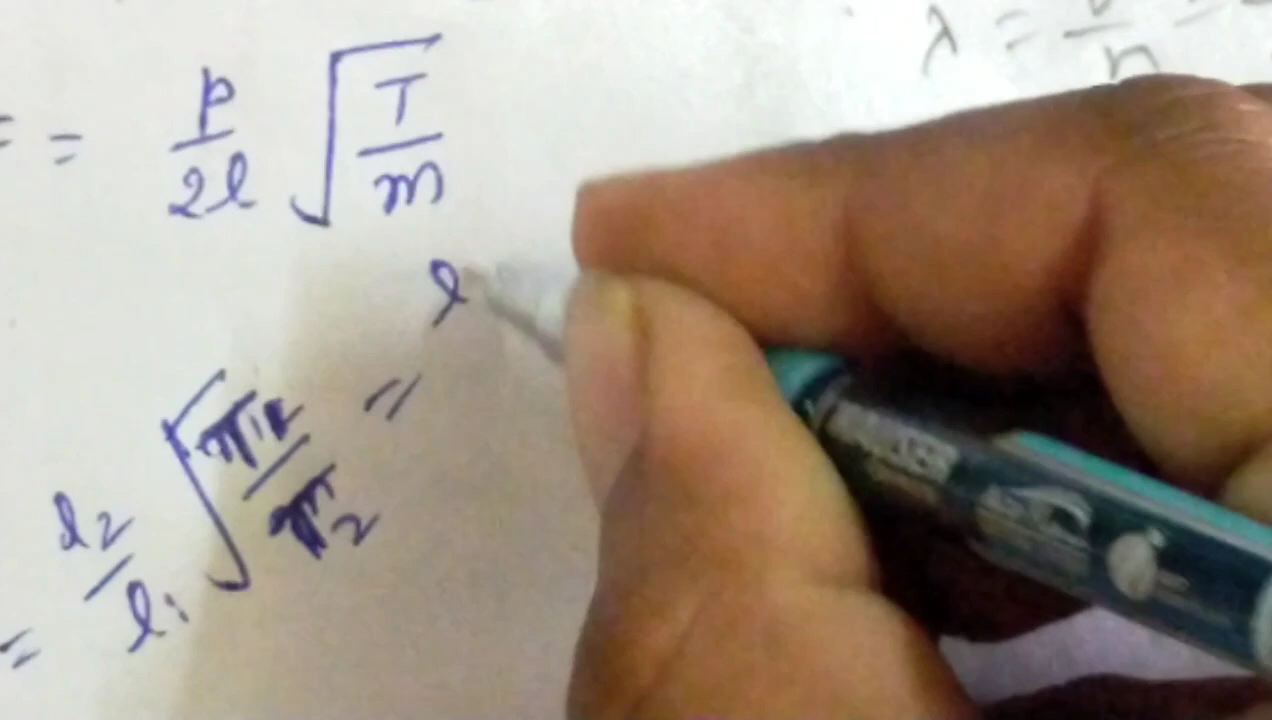 λ = v/n =
= p/2l √(T/m)
= l₂/l₁ √(T₁/T₂) = l